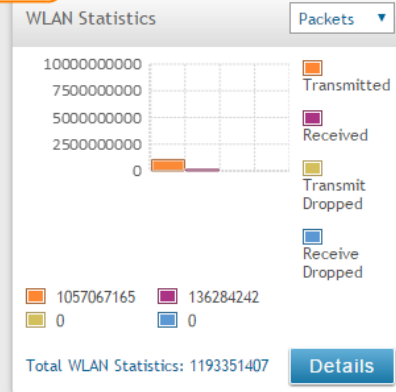 WLAN Statistics
Packets
10000000000
7500000000
5000000000
2500000000
0
Transmitted
Received
Transmit
Dropped
Receive
Dropped
1057067165 136284242
0 0
Total WLAN Statistics: 1193351407
Details